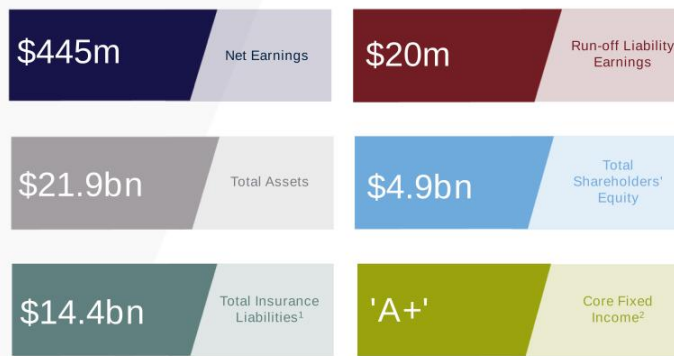 $445m
Net Earnings
$20m
Run-off Liability
Earnings
$21.9bn
Total Assets
$4.9bn
Total
Shareholders'
Equity
$14.4bn
Total Insurance
Liabilities¹
'A+'
Core Fixed
Income²